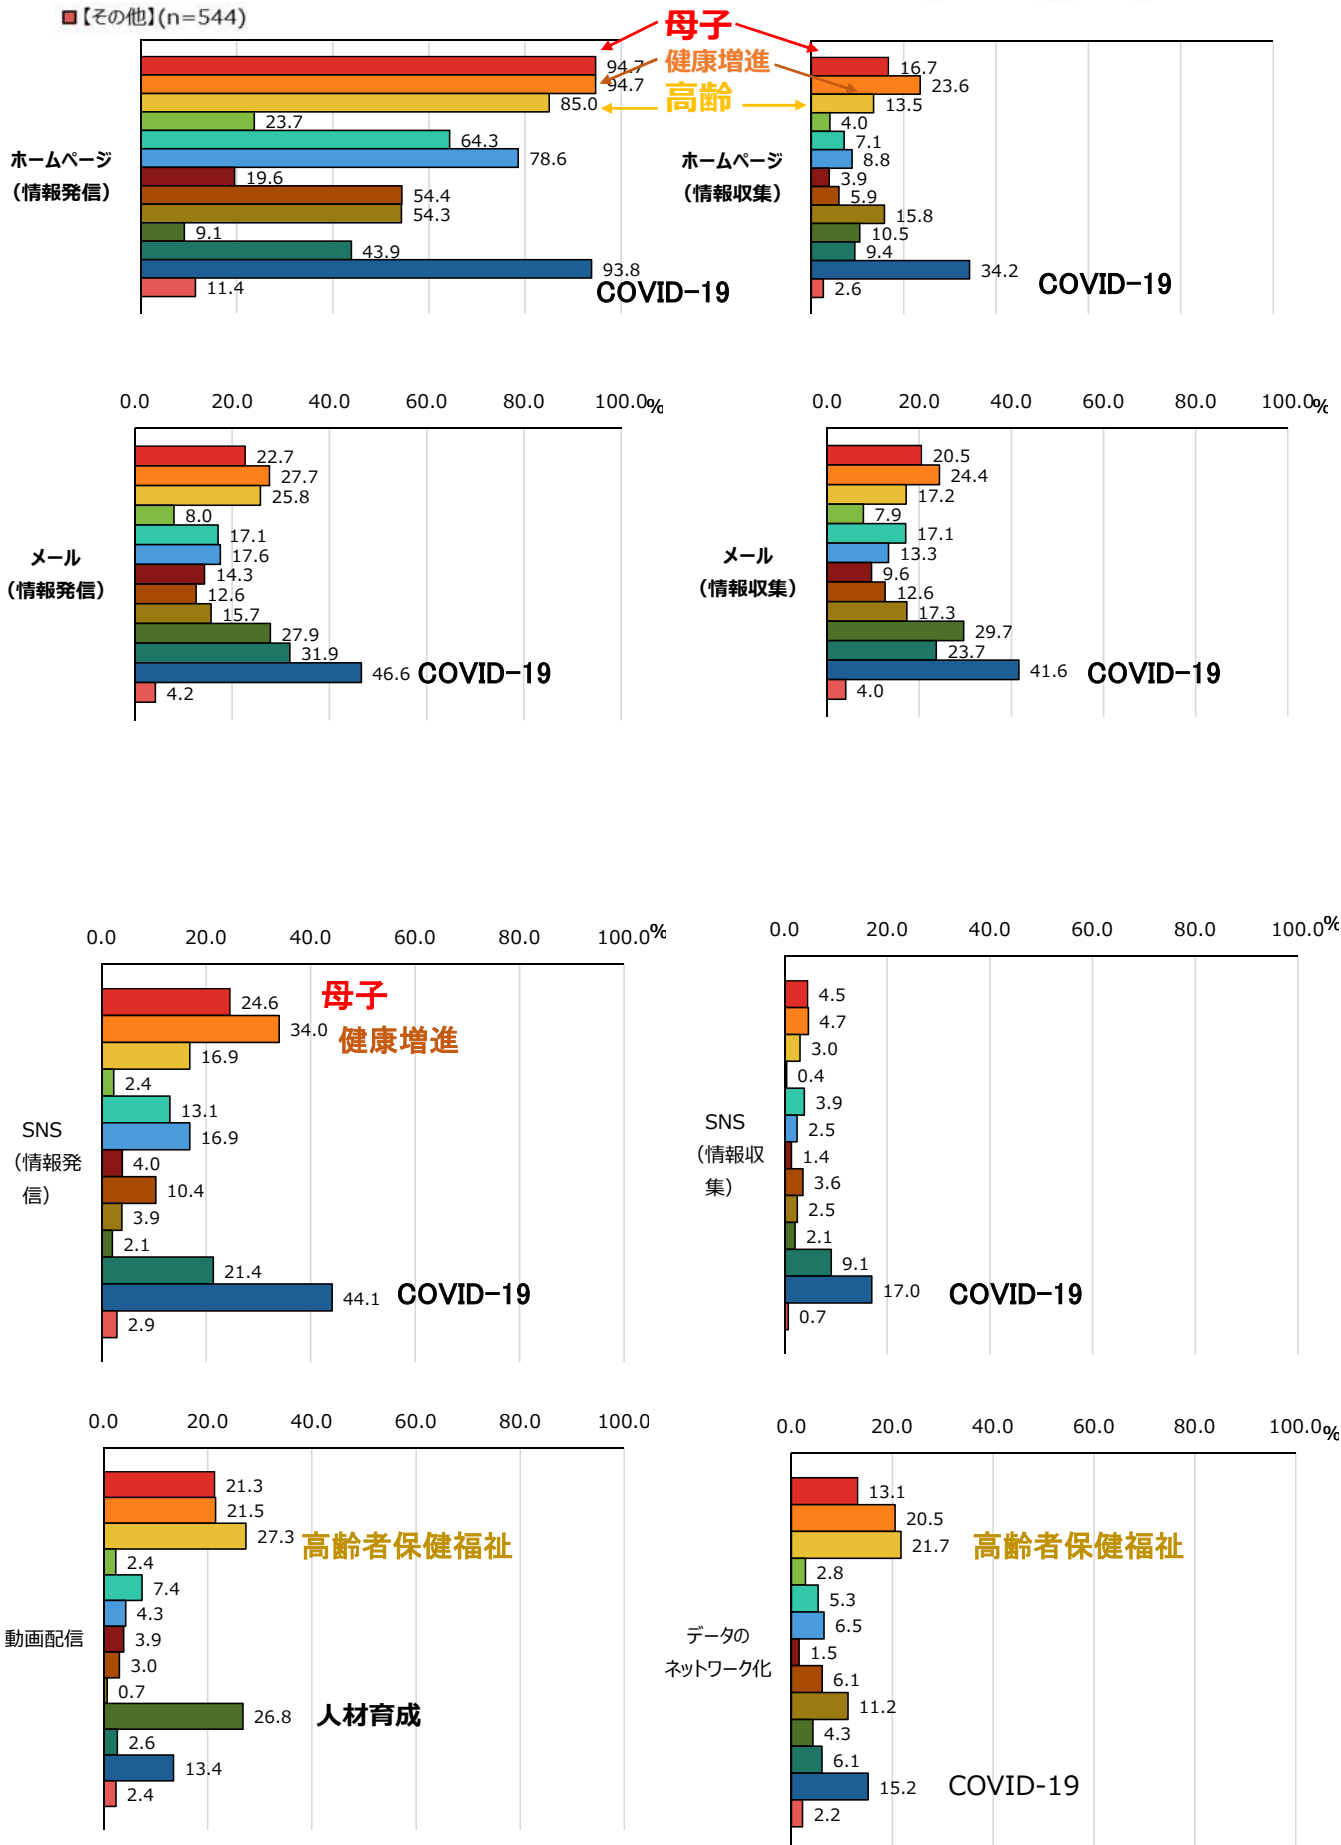 【その他】(n=544)
母子
健康増進
高齢
ホームページ
（情報発信）
94.7
94.7
85.0
23.7
64.3
78.6
19.6
54.4
54.3
9.1
43.9
93.8
11.4
COVID-19
ホームページ
（情報収集）
16.7
23.6
13.5
4.0
7.1
8.8
3.9
5.9
15.8
10.5
9.4
34.2
2.6
COVID-19
0.0 20.0 40.0 60.0 80.0 100.0%
メール
（情報発信）
22.7
27.7
25.8
8.0
17.1
17.6
14.3
12.6
15.7
27.9
31.9
46.6 COVID-19
4.2
0.0 20.0 40.0 60.0 80.0 100.0%
メール
（情報収集）
20.5
24.4
17.2
7.9
17.1
13.3
9.6
12.6
17.3
29.7
23.7
41.6 COVID-19
4.0
0.0 20.0 40.0 60.0 80.0 100.0%
SNS
（情報発
信）
24.6 母子
34.0 健康増進
16.9
2.4
13.1
16.9
4.0
10.4
3.9
2.1
21.4
44.1 COVID-19
2.9
0.0 20.0 40.0 60.0 80.0 100.0%
SNS
（情報収
集）
4.5
4.7
3.0
0.4
3.9
2.5
1.4
3.6
2.5
2.1
9.1
17.0 COVID-19
0.7
0.0 20.0 40.0 60.0 80.0 100.0
動画配信
21.3
21.5
27.3 高齢者保健福祉
2.4
7.4
4.3
3.9
3.0
0.7
26.8 人材育成
2.6
13.4
2.4
0.0 20.0 40.0 60.0 80.0 100.0%
データの
ネットワーク化
13.1
20.5
21.7 高齢者保健福祉
2.8
5.3
6.5
1.5
6.1
11.2
4.3
6.1
15.2 COVID-19
2.2